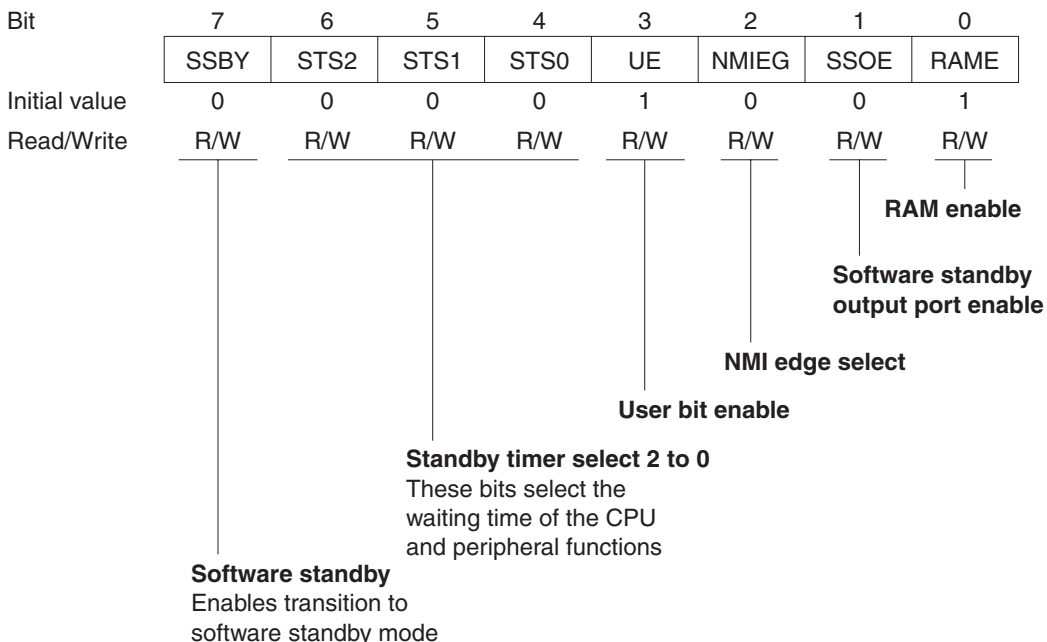 Bit 7 6 5 4 3 2 1 0
SSBY STS2 STS1 STS0 UE NMIEG SSOE RAME
Initial value 0 0 0 0 1 0 0 1
Read/Write R/W R/W R/W R/W R/W R/W R/W R/W
RAM enable
Software standby
output port enable
NMI edge select
User bit enable
Standby timer select 2 to 0
These bits select the
waiting time of the CPU
and peripheral functions
Software standby
Enables transition to
software standby mode